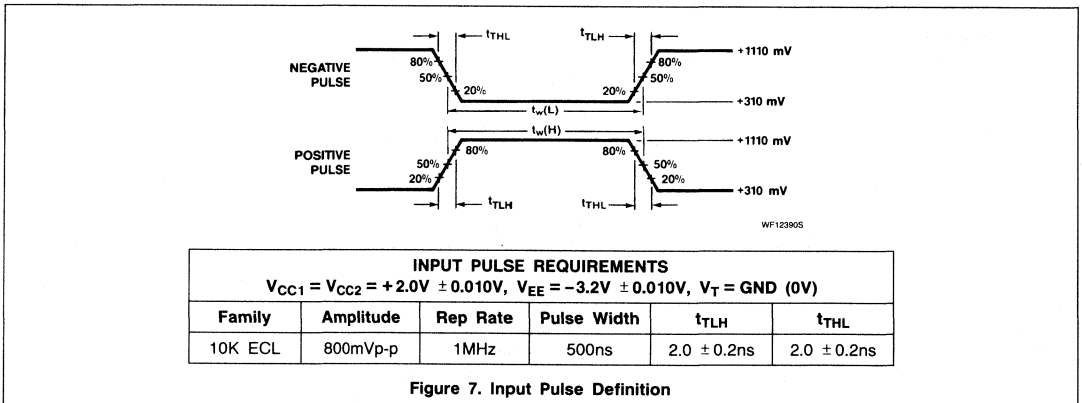 t_THL t_TLH
+1110 mV
NEGATIVE PULSE
80% 80%
50% 50%
20% 20%
+310 mV
t_w(L)
t_w(H)
+1110 mV
POSITIVE PULSE
80% 80%
50% 50%
20% 20%
+310 mV
t_TLH t_THL
WF12390S
INPUT PULSE REQUIREMENTS
V_CC1 = V_CC2 = +2.0V ±0.010V, V_EE = −3.2V ±0.010V, V_T = GND (0V)
Family Amplitude Rep Rate Pulse Width t_TLH t_THL
10K ECL 800mVp-p 1MHz 500ns 2.0 ±0.2ns 2.0 ±0.2ns
Figure 7. Input Pulse Definition